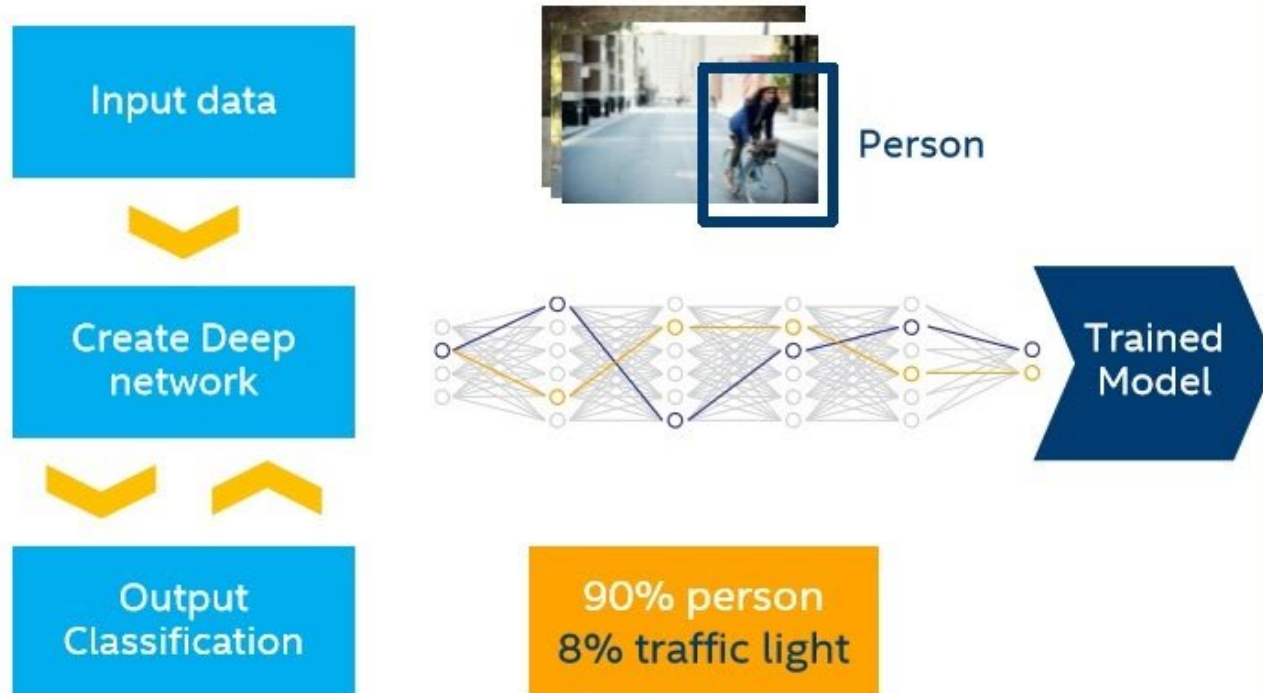 Input data
Person
Create Deep
network
Trained
Model
Output
Classification
90% person
8% traffic light